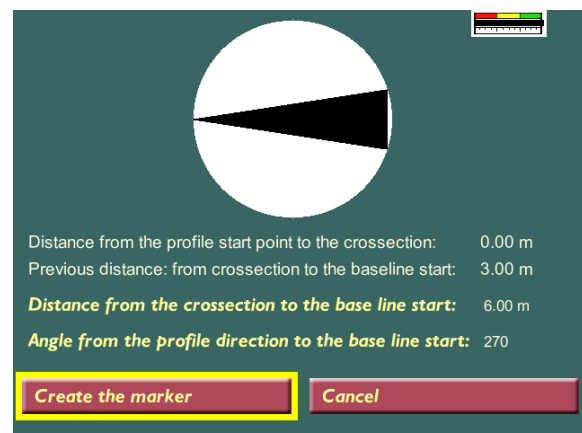 Distance from the profile start point to the crossection: 0.00 m
Previous distance: from crossection to the baseline start: 3.00 m
Distance from the crossection to the base line start: 6.00 m
Angle from the profile direction to the base line start: 270
Create the marker Cancel